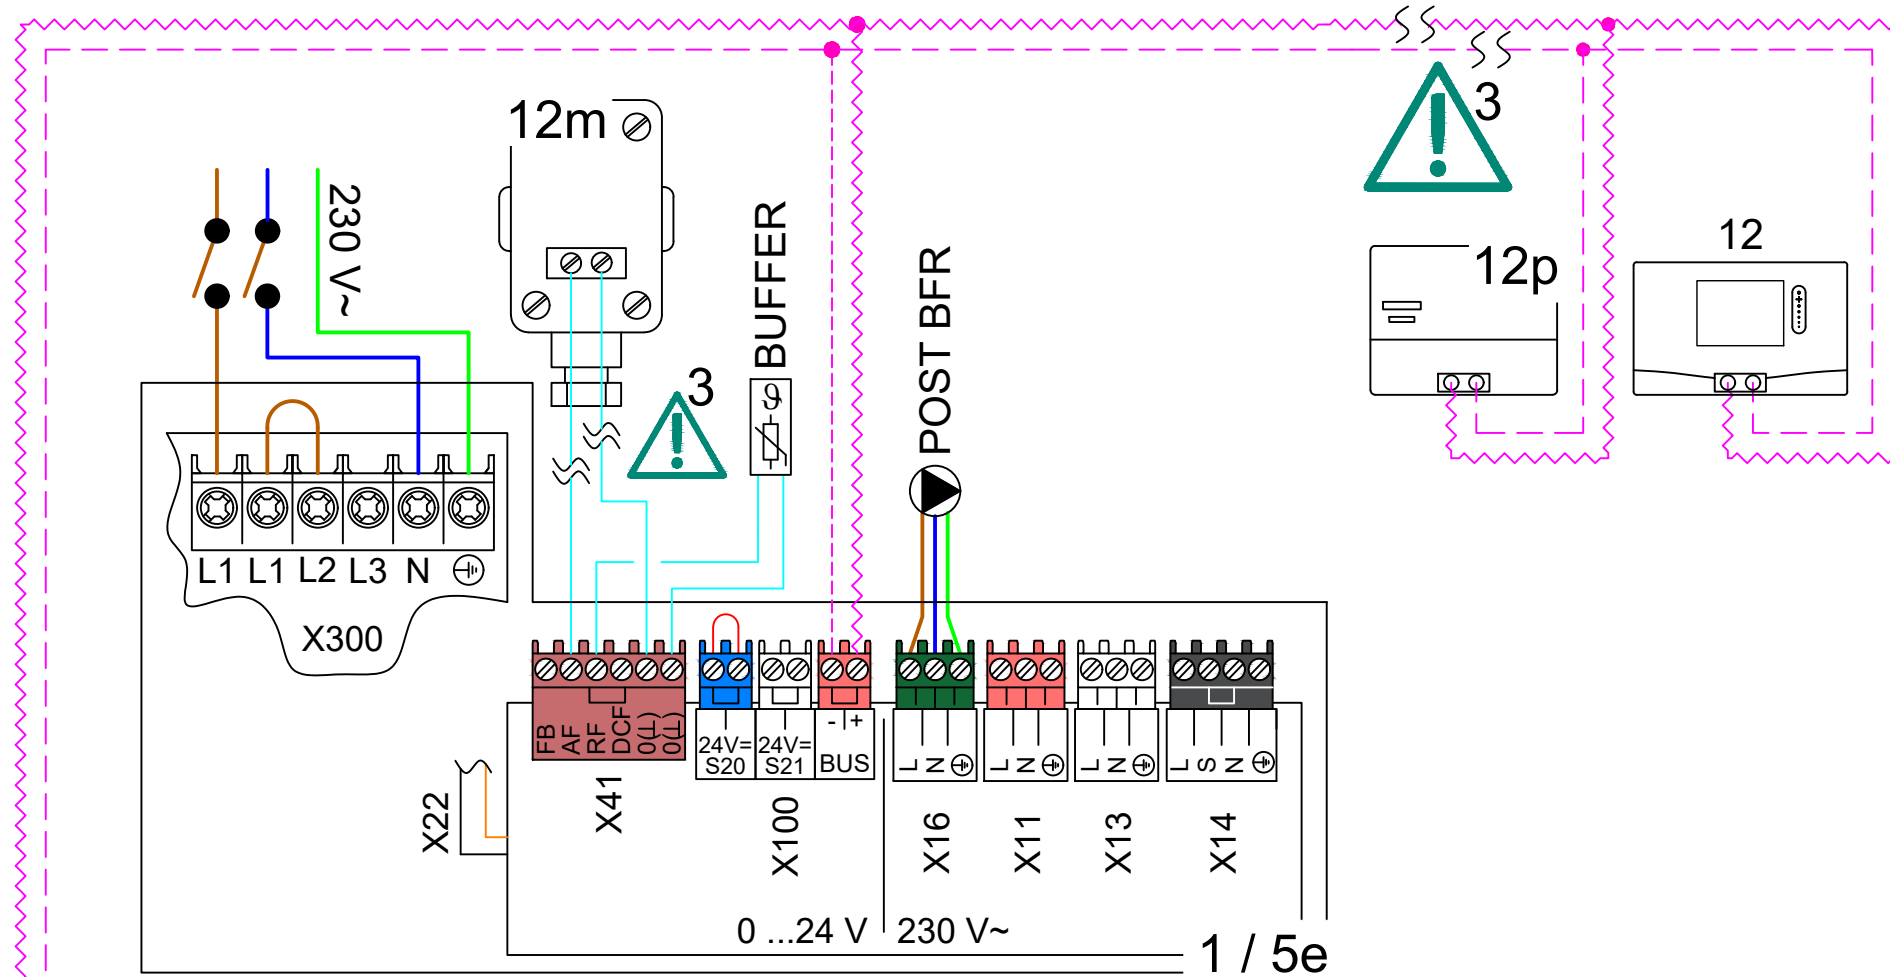 3
12m
230 V~
BUFFER
POST BFR
12
12p
3
L1 L1 L2 L3 N
X300
FB
AF
RF
DCF
0(⊥)
0(⊥)
X41
24V=
S20
24V=
S21
- +
BUS
X100
L
N
X16
L
N
X11
L
N
X13
L
S
N
X14
X22
0 ...24 V
230 V~
1 / 5e